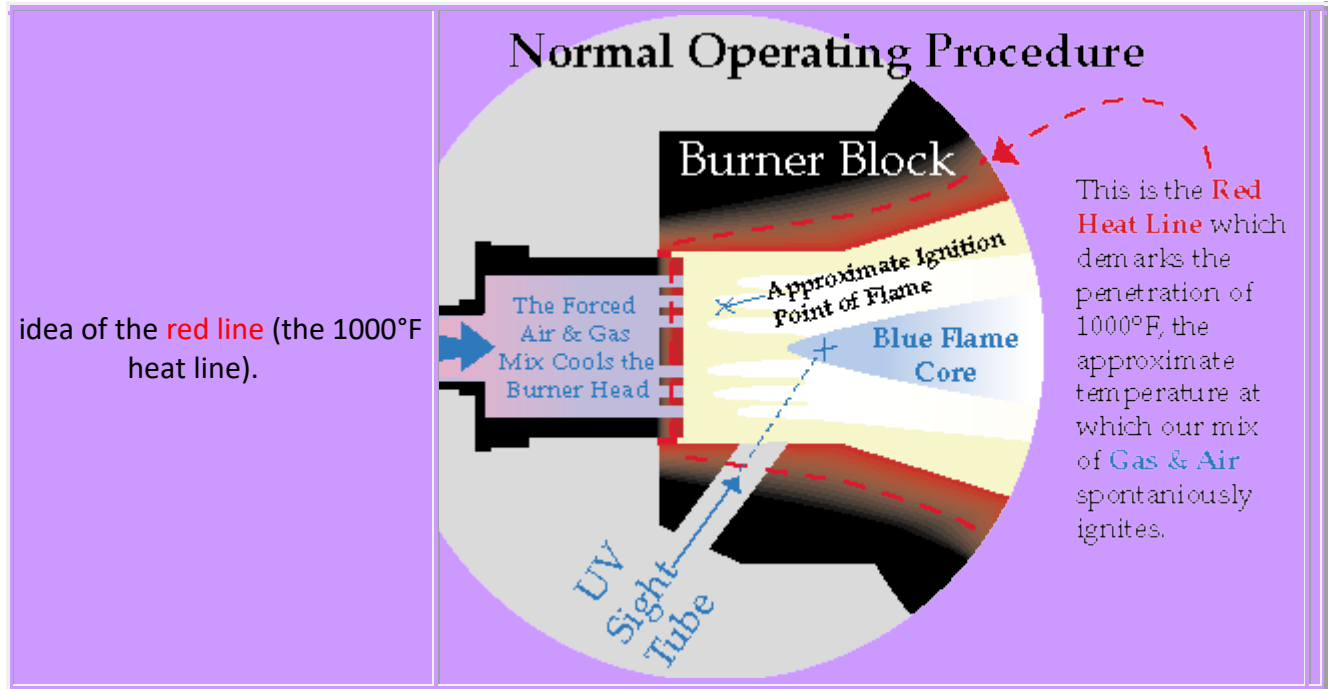 idea of the red line (the 1000°F
heat line).
Normal Operating Procedure
Burner Block
This is the Red
Heat Line which
demarks the
penetration of
1000°F, the
approximate
temperature at
which our mix
of Gas & Air
spontaniously
ignites.
Approximate Ignition
Point of Flame
The Forced
Air & Gas
Mix Cools the
Burner Head
Blue Flame
Core
UV
Sight
Tube